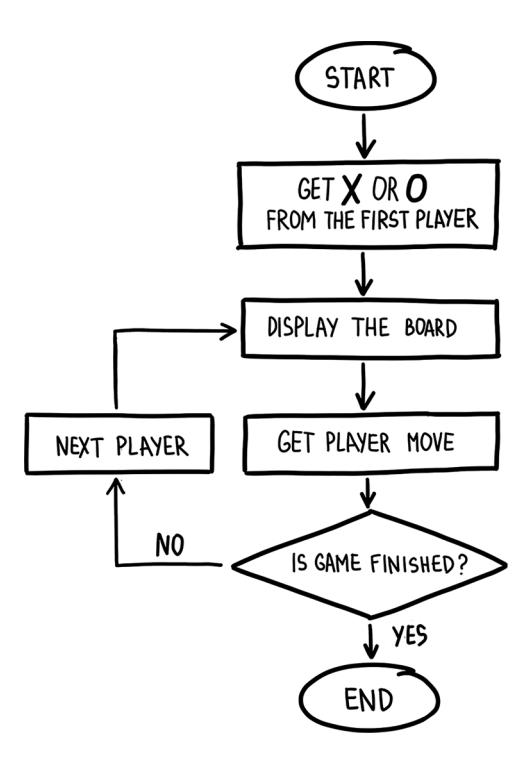 START
GET X OR O
FROM THE FIRST PLAYER
DISPLAY THE BOARD
NEXT PLAYER
GET PLAYER MOVE
NO
IS GAME FINISHED?
YES
END